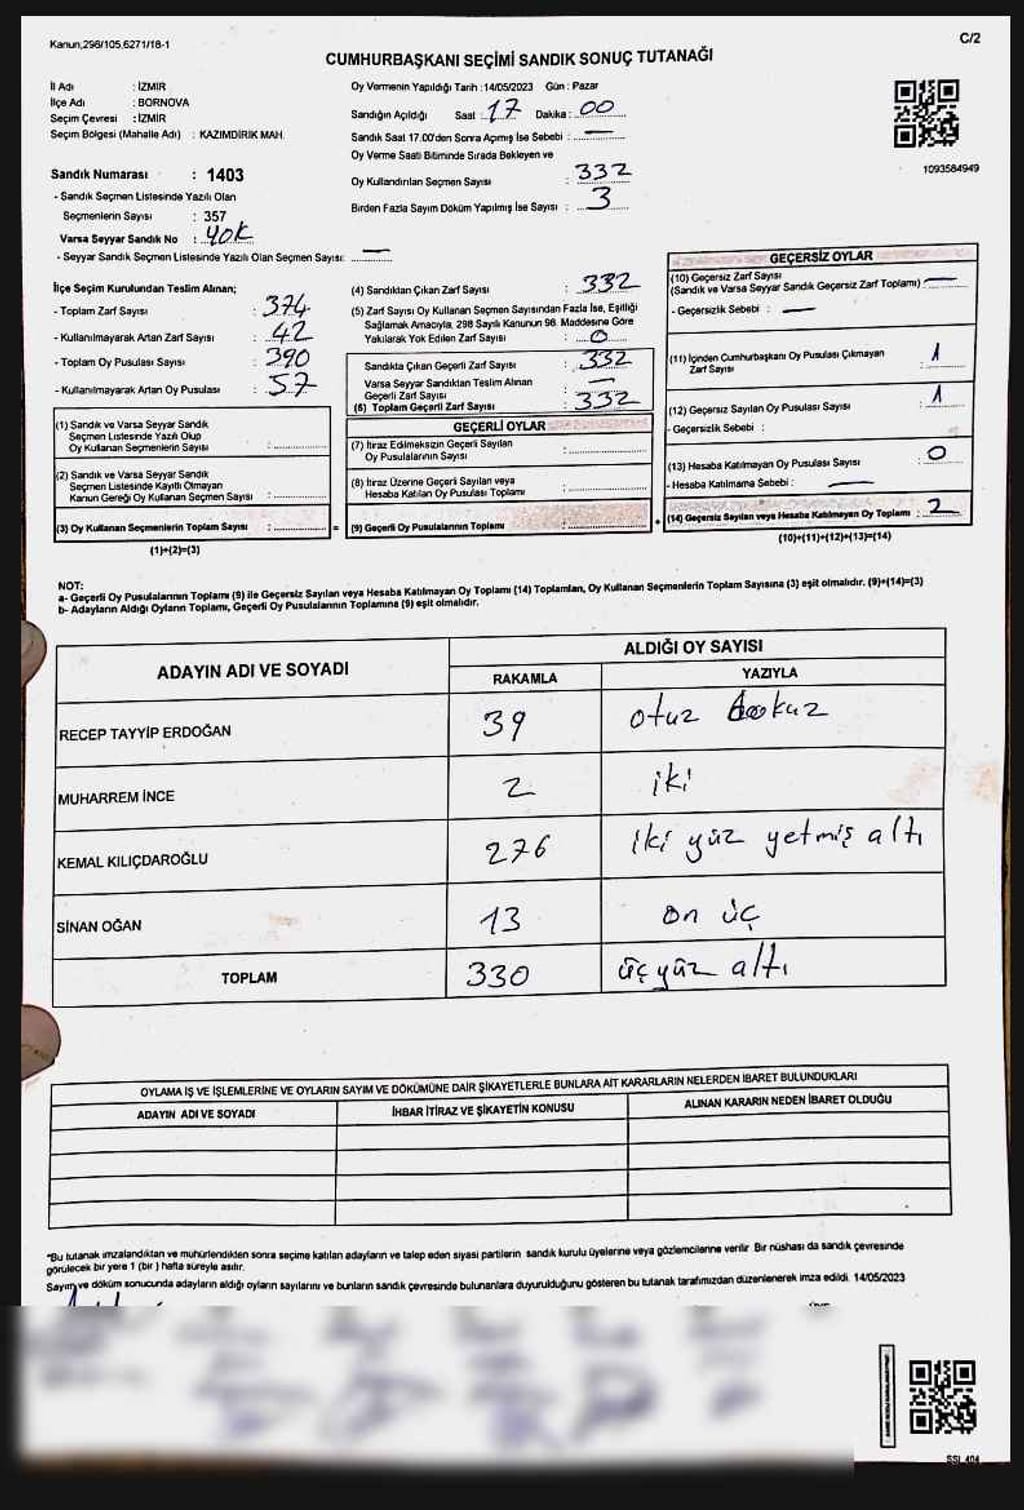 Kanun,298/105,6271/18-1
C/2
CUMHURBAŞKANI SEÇİMİ SANDIK SONUÇ TUTANAĞI
İl Adı : İZMİR
İlçe Adı : BORNOVA
Seçim Çevresi : İZMİR
Seçim Bölgesi (Mahalle Adı) : KAZIMDİRİK MAH.
Sandık Numarası : 1403
- Sandık Seçmen Listesinde Yazılı Olan
Seçmenlerin Sayısı : 357
Varsa Seyyar Sandık No : YOK
- Seyyar Sandık Seçmen Listesinde Yazılı Olan Seçmen Sayısı: —
Oy Vermenin Yapıldığı Tarih : 14/05/2023 Gün : Pazar
Sandığın Açıldığı Saat : 17 Dakika : 00
Sandık Saat 17.00'den Sonra Açımış İse Sebebi : —
Oy Verme Saati Bitiminde Sırada Bekleyen ve
Oy Kullandırılan Seçmen Sayısı : 332
Birden Fazla Sayım Döküm Yapılmış İse Sayısı : 3
1093584949
İlçe Seçim Kurulundan Teslim Alınan;
- Toplam Zarf Sayısı : 374
- Kullanılmayarak Artan Zarf Sayısı : 42
- Toplam Oy Pusulası Sayısı : 390
- Kullanılmayarak Artan Oy Pusulası : 57
(4) Sandıktan Çıkan Zarf Sayısı : 332
(5) Zarf Sayısı Oy Kullanan Seçmen Sayısından Fazla İse, Eşitliği
Sağlamak Amacıyla, 298 Sayılı Kanunun 98. Maddesine Göre
Yakılarak Yok Edilen Zarf Sayısı : 0
Sandıkta Çıkan Geçerli Zarf Sayısı : 332
Varsa Seyyar Sandıktan Teslim Alınan
Geçerli Zarf Sayısı : —
(6) Toplam Geçerli Zarf Sayısı : 332
GEÇERSİZ OYLAR
(10) Geçersiz Zarf Sayısı
(Sandık ve Varsa Seyyar Sandık Geçersiz Zarf Toplamı) : —
- Geçersizlik Sebebi : —
(11) İçinden Cumhurbaşkanı Oy Pusulası Çıkmayan
Zarf Sayısı : 1
(12) Geçersiz Sayılan Oy Pusulası Sayısı : 1
- Geçersizlik Sebebi :
(13) Hesaba Katılmayan Oy Pusulası Sayısı : 0
- Hesaba Katılmama Sebebi : —
(14) Geçersiz Sayılan veya Hesaba Katılmayan Oy Toplamı : 2
(10)+(11)+(12)+(13)=(14)
(1) Sandık ve Varsa Seyyar Sandık
Seçmen Listesinde Yazılı Olup
Oy Kullanan Seçmenlerin Sayısı :
(2) Sandık ve Varsa Seyyar Sandık
Seçmen Listesinde Kayıtlı Olmayan
Kanun Gereği Oy Kullanan Seçmen Sayısı :
(3) Oy Kullanan Seçmenlerin Toplam Sayısı : =
(1)+(2)=(3)
GEÇERLİ OYLAR
(7) İtiraz Edilmeksizin Geçerli Sayılan
Oy Pusulalarının Sayısı :
(8) İtiraz Üzerine Geçerli Sayılan veya
Hesaba Katılan Oy Pusulası Toplamı :
(9) Geçerli Oy Pusulalarının Toplamı : +
NOT:
a- Geçerli Oy Pusulalarının Toplamı (9) ile Geçersiz Sayılan veya Hesaba Katılmayan Oy Toplamı (14) Toplamları, Oy Kullanan Seçmenlerin Toplam Sayısına (3) eşit olmalıdır. (9)+(14)=(3)
b- Adayların Aldığı Oyların Toplamı, Geçerli Oy Pusulalarının Toplamına (9) eşit olmalıdır.
ADAYIN ADI VE SOYADI ALDIĞI OY SAYISI
RAKAMLA YAZIYLA
RECEP TAYYİP ERDOĞAN 39 otuz dokuz
MUHARREM İNCE 2 iki
KEMAL KILIÇDAROĞLU 276 iki yüz yetmiş altı
SİNAN OĞAN 13 on üç
TOPLAM 330 üç yüz altı
OYLAMA İŞ VE İŞLEMLERİNE VE OYLARIN SAYIM VE DÖKÜMÜNE DAİR ŞİKAYETLERLE BUNLARA AİT KARARLARIN NELERDEN İBARET BULUNDUKLARI
ADAYIN ADI VE SOYADI İHBAR İTİRAZ VE ŞİKAYETİN KONUSU ALINAN KARARIN NEDEN İBARET OLDUĞU
"Bu tutanak imzalandıktan ve mühürlendikten sonra seçime katılan adayların ve talep eden siyasi partilerin sandık kurulu üyelerine veya gözlemcilerine verilir. Bir nüshası da sandık çevresinde
görülecek bir yere 1 (bir ) hafta süreyle asılır.
Sayım ve döküm sonucunda adayların aldığı oyların sayılarını ve bunların sandık çevresinde bulunanlara duyurulduğunu gösteren bu tutanak tarafımızdan düzenlenerek imza edildi. 14/05/2023
SSL 404